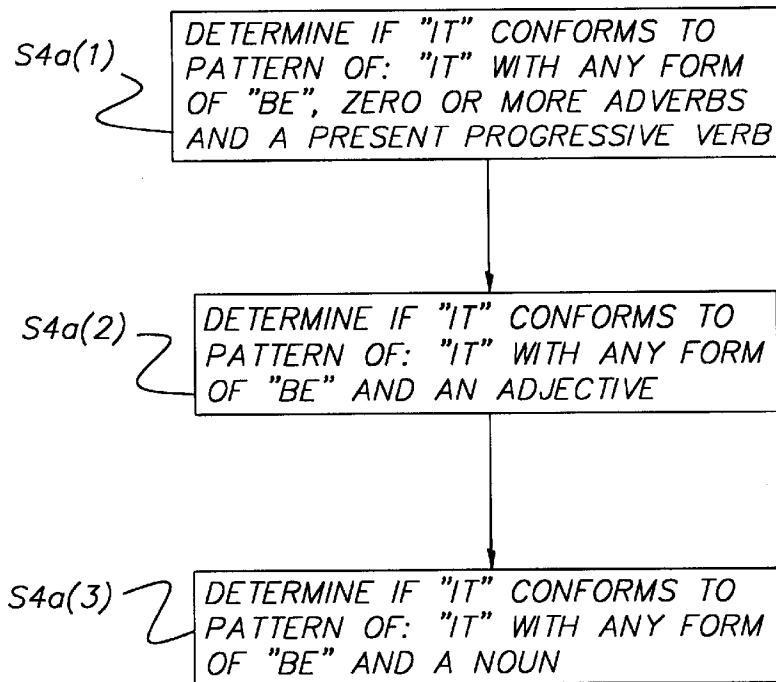 S4a(1)
DETERMINE IF "IT" CONFORMS TO
PATTERN OF: "IT" WITH ANY FORM
OF "BE", ZERO OR MORE ADVERBS
AND A PRESENT PROGRESSIVE VERB
S4a(2)
DETERMINE IF "IT" CONFORMS TO
PATTERN OF: "IT" WITH ANY FORM
OF "BE" AND AN ADJECTIVE
S4a(3)
DETERMINE IF "IT" CONFORMS TO
PATTERN OF: "IT" WITH ANY FORM
OF "BE" AND A NOUN